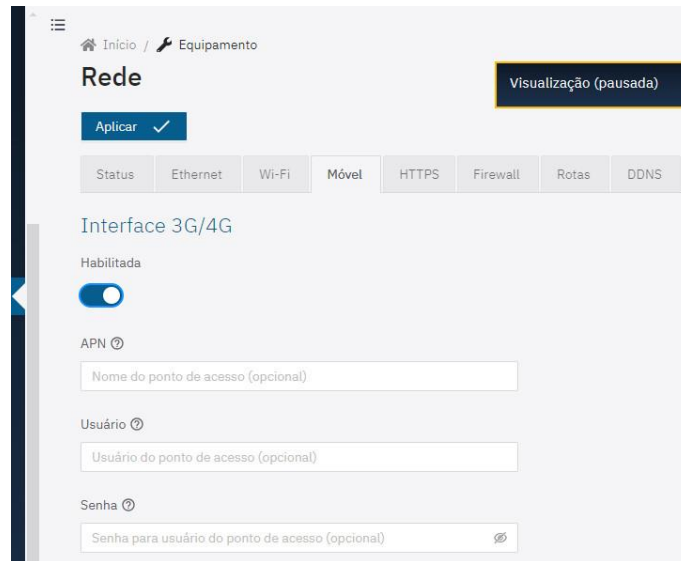 Início / Equipamento
Rede
Visualização (pausada)
Aplicar
Status Ethernet Wi-Fi Móvel HTTPS Firewall Rotas DDNS
Interface 3G/4G
Habilitada
APN
Nome do ponto de acesso (opcional)
Usuário
Usuário do ponto de acesso (opcional)
Senha
Senha para usuário do ponto de acesso (opcional)